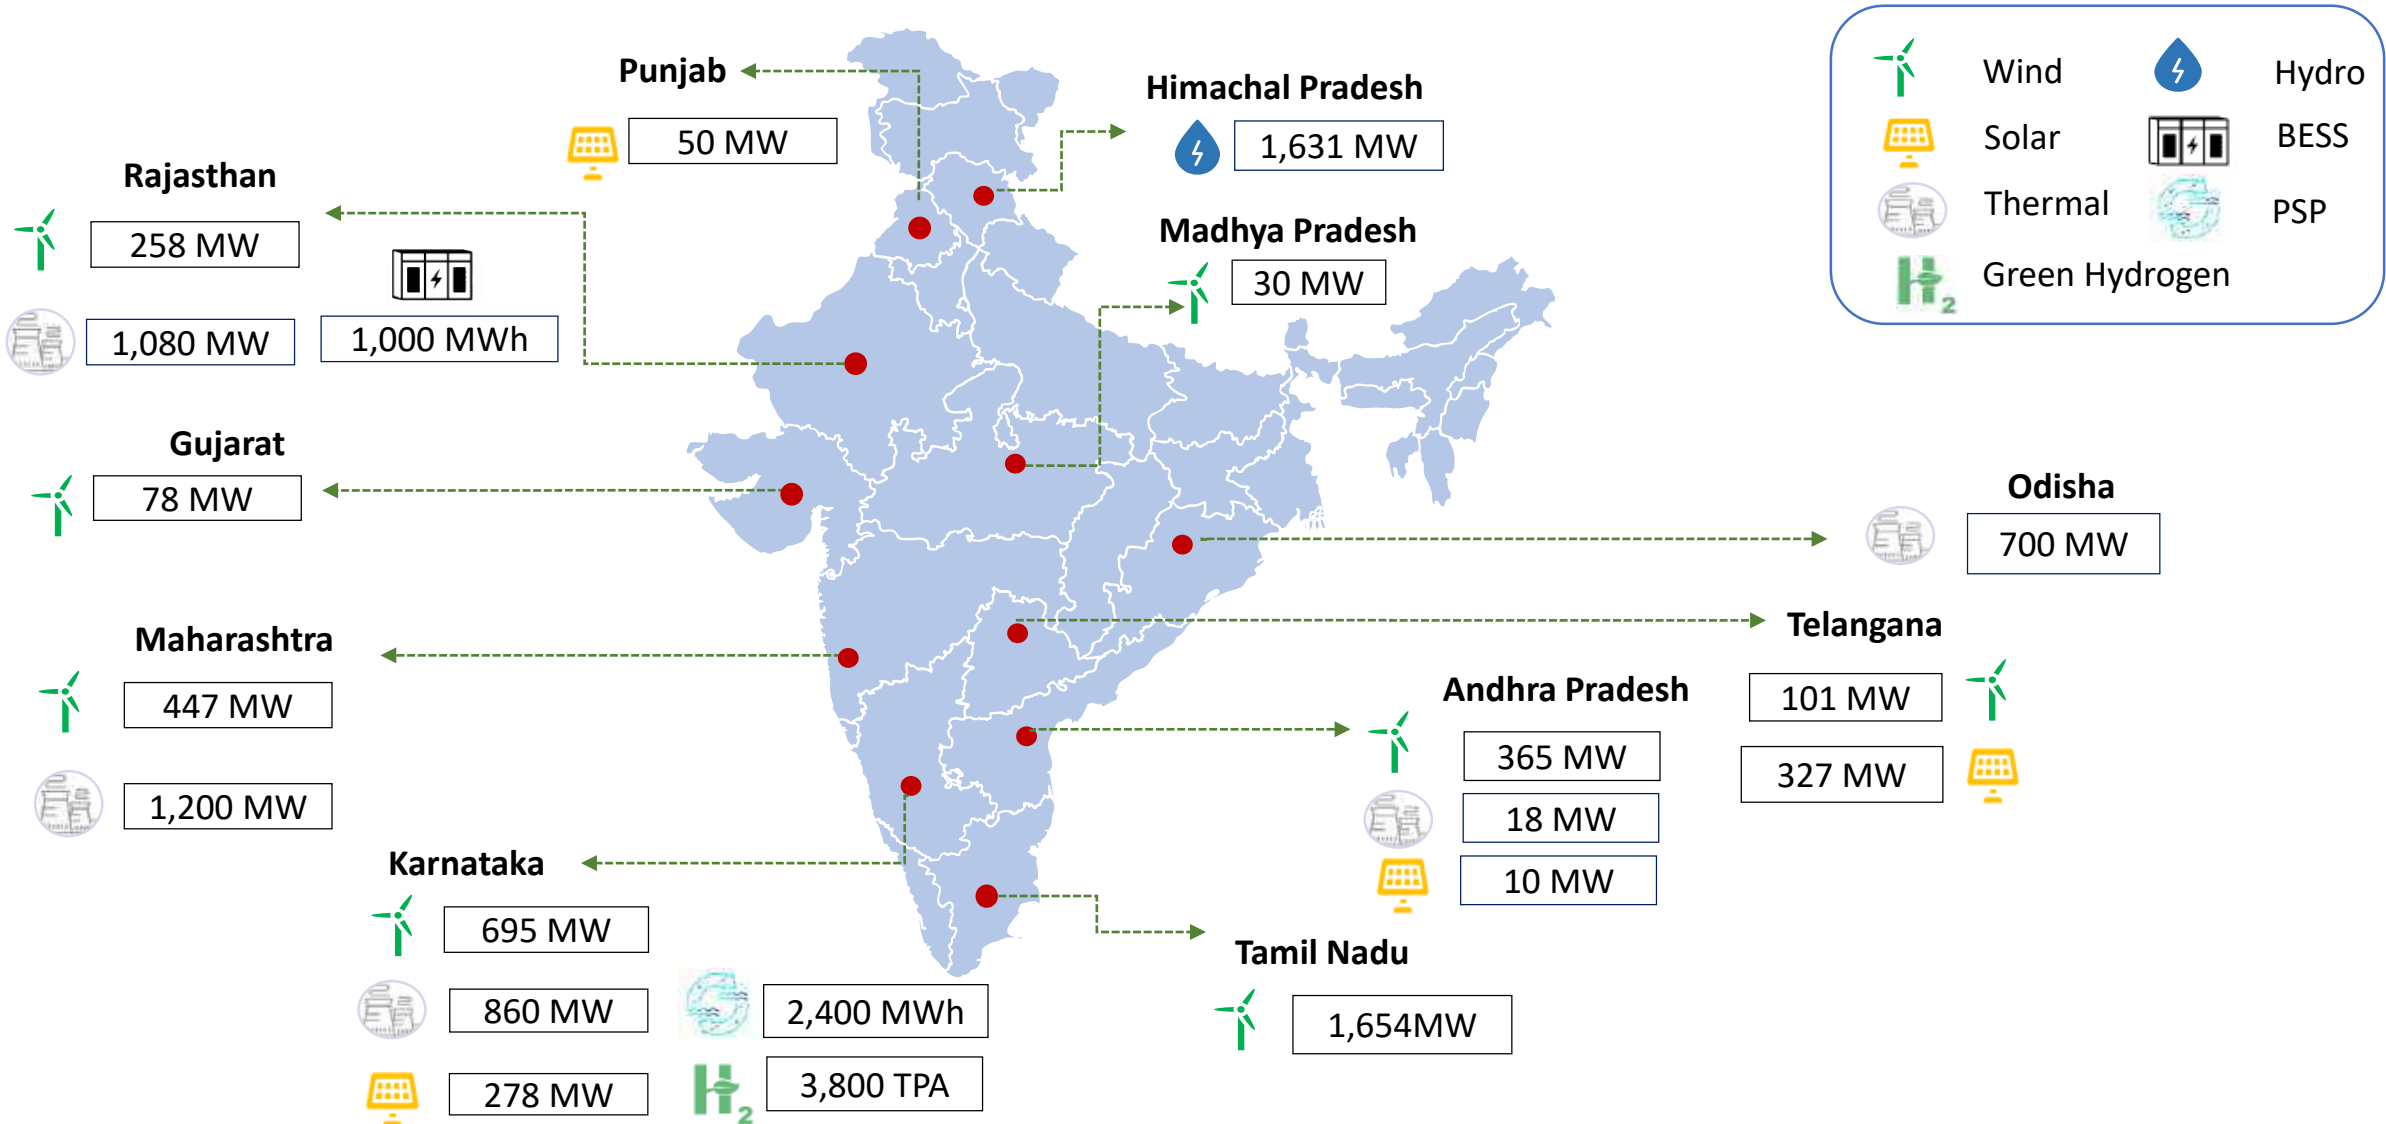 Punjab
50 MW
Himachal Pradesh
1,631 MW
Wind
Hydro
Solar
BESS
Thermal
PSP
Green Hydrogen
H2
Rajasthan
258 MW
1,080 MW
1,000 MWh
Madhya Pradesh
30 MW
Gujarat
78 MW
Odisha
700 MW
Maharashtra
447 MW
1,200 MW
Telangana
101 MW
327 MW
Andhra Pradesh
365 MW
18 MW
10 MW
Karnataka
695 MW
860 MW
2,400 MWh
278 MW
H2
3,800 TPA
Tamil Nadu
1,654MW